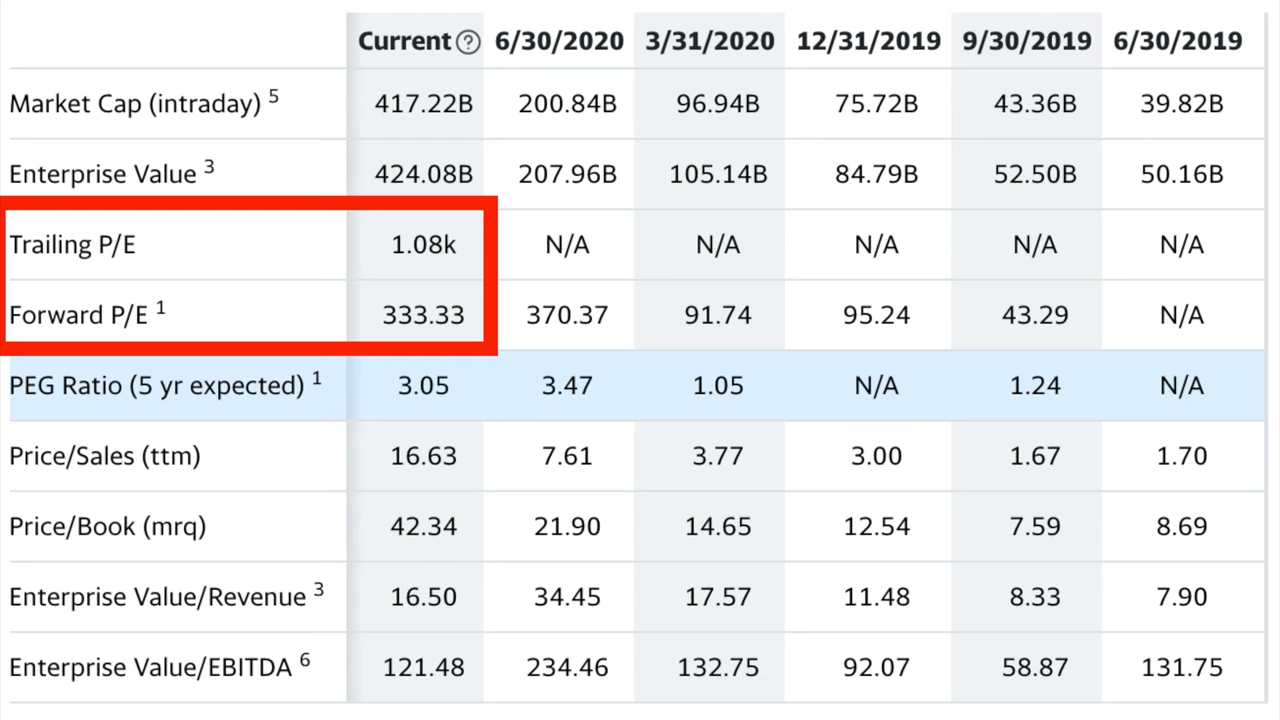 Current ? 6/30/2020 3/31/2020 12/31/2019 9/30/2019 6/30/2019
Market Cap (intraday) 5 417.22B 200.84B 96.94B 75.72B 43.36B 39.82B
Enterprise Value 3 424.08B 207.96B 105.14B 84.79B 52.50B 50.16B
Trailing P/E 1.08k N/A N/A N/A N/A N/A
Forward P/E 1 333.33 370.37 91.74 95.24 43.29 N/A
PEG Ratio (5 yr expected) 1 3.05 3.47 1.05 N/A 1.24 N/A
Price/Sales (ttm) 16.63 7.61 3.77 3.00 1.67 1.70
Price/Book (mrq) 42.34 21.90 14.65 12.54 7.59 8.69
Enterprise Value/Revenue 3 16.50 34.45 17.57 11.48 8.33 7.90
Enterprise Value/EBITDA 6 121.48 234.46 132.75 92.07 58.87 131.75